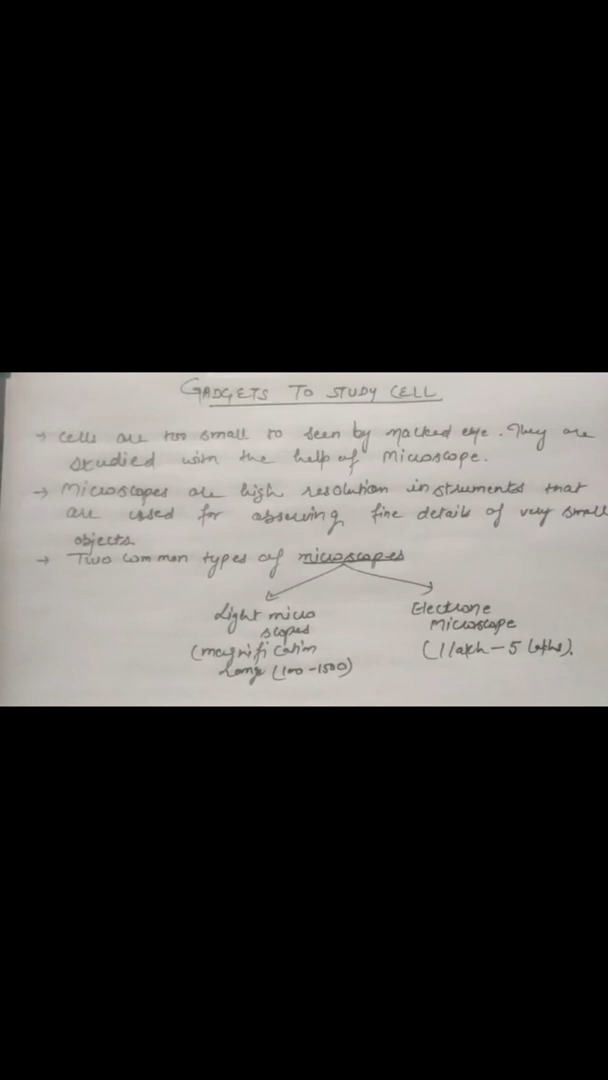 GADGETS TO STUDY CELL
→ Cells are too small to seen by nacked eye. They are
studied with the help of Microscope.
→ Microscopes are high resolution instruments that
are used for observing fine details of very small
objects.
→ Two common types of microscopes
Light micro
scopes
(magnification
range (100-1500)
Electrone
Microscope
(1 lakh - 5 lakhs).